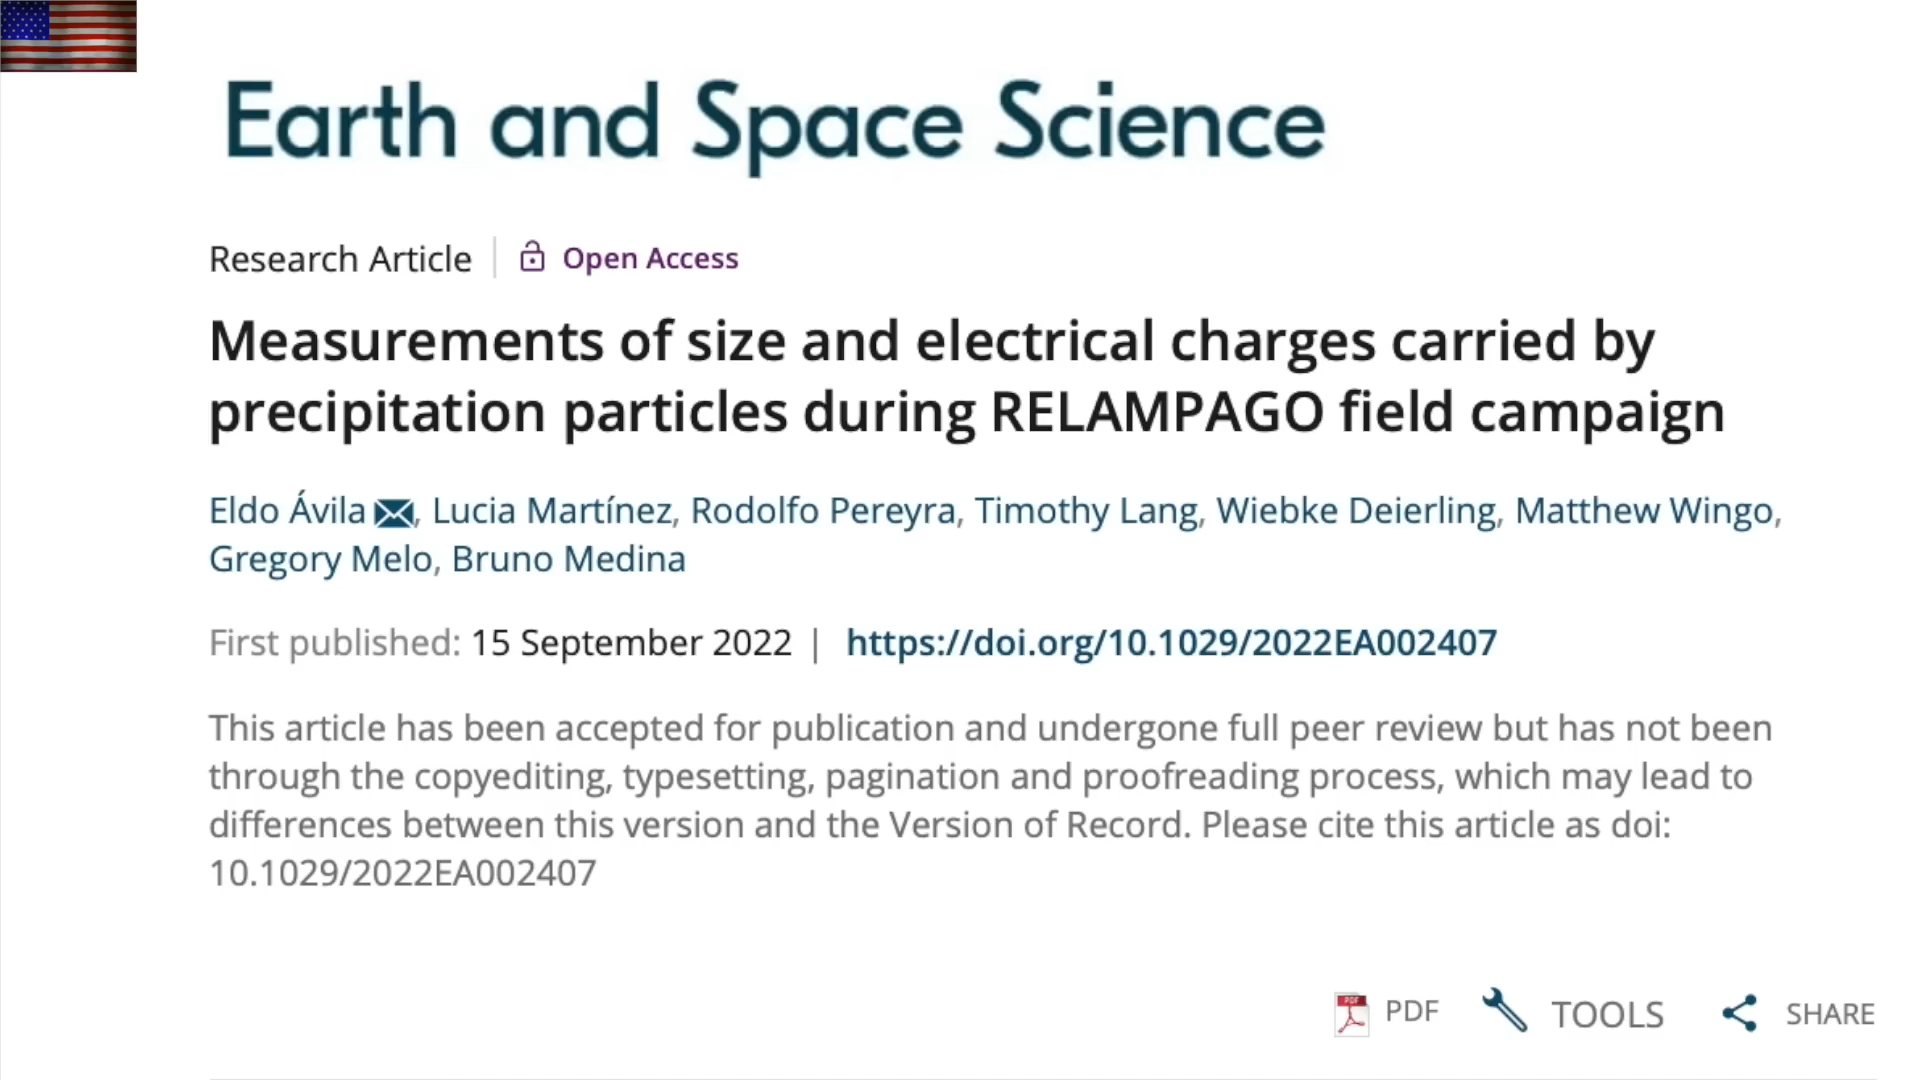 Earth and Space Science
Research Article | Open Access
Measurements of size and electrical charges carried by
precipitation particles during RELAMPAGO field campaign
Eldo Ávila, Lucia Martínez, Rodolfo Pereyra, Timothy Lang, Wiebke Deierling, Matthew Wingo,
Gregory Melo, Bruno Medina
First published: 15 September 2022 | https://doi.org/10.1029/2022EA002407
This article has been accepted for publication and undergone full peer review but has not been
through the copyediting, typesetting, pagination and proofreading process, which may lead to
differences between this version and the Version of Record. Please cite this article as doi:
10.1029/2022EA002407
PDF PDF TOOLS SHARE